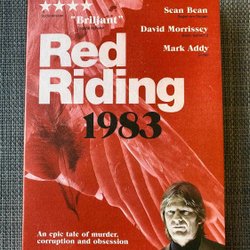 ★★★★
Sean Bean
"Brilliant"
David Morrissey
Mark Addy
Red
Riding
1983
An epic tale of murder,
corruption and obsession